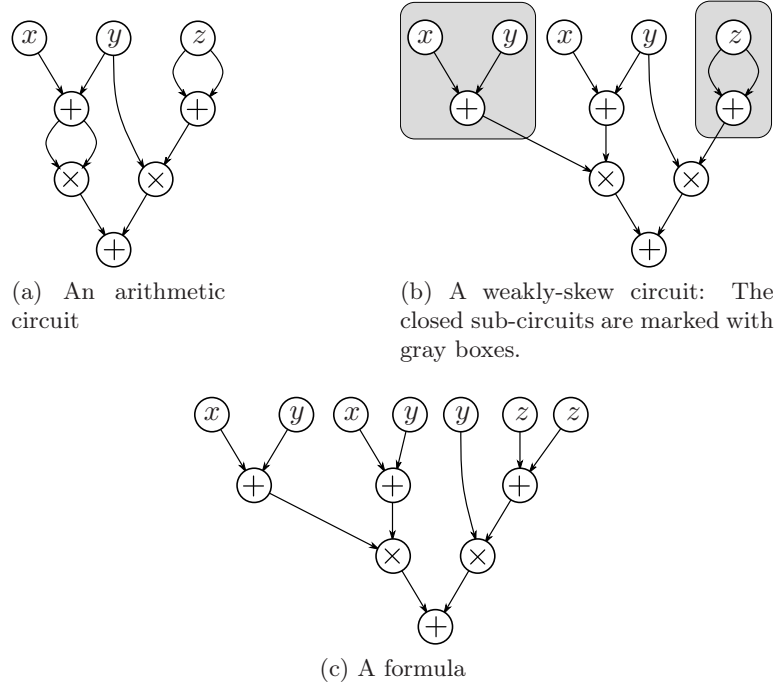 x y z
+ +
× ×
+
(a) An arithmetic
circuit
x y x y z
+ + +
× ×
+
(b) A weakly-skew circuit: The
closed sub-circuits are marked with
gray boxes.
x y x y y z z
+ + +
× ×
+
(c) A formula